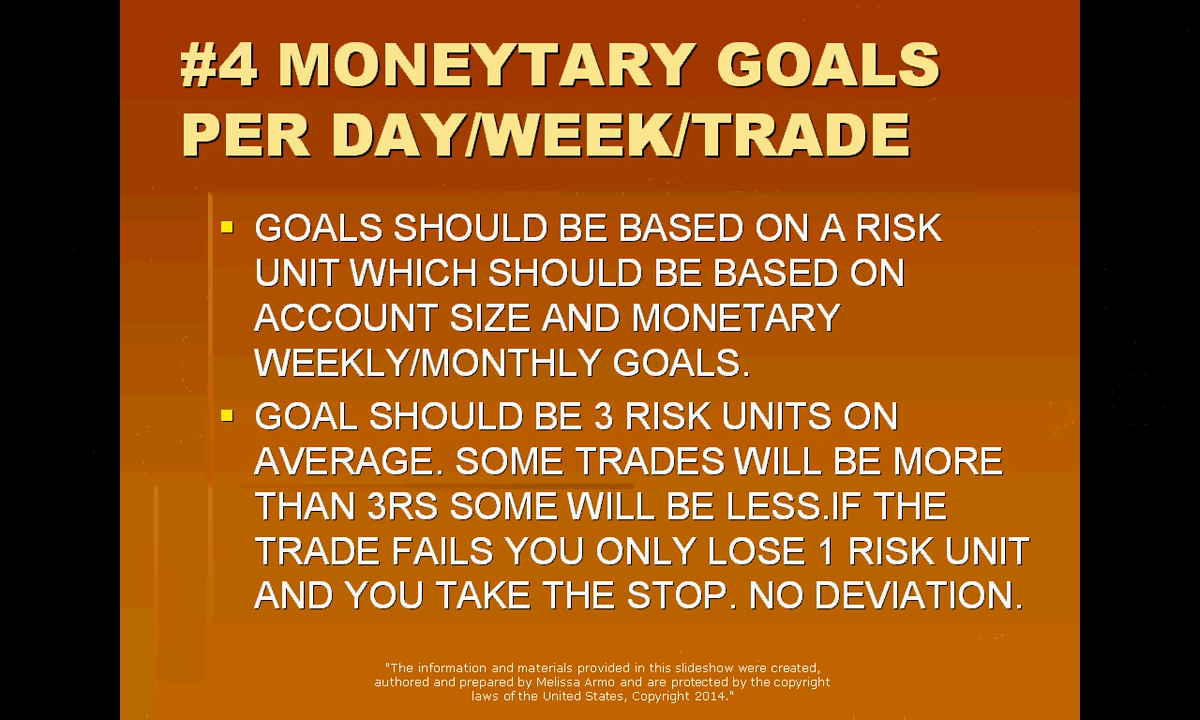 #4 MONEYTARY GOALS
PER DAY/WEEK/TRADE
GOALS SHOULD BE BASED ON A RISK
UNIT WHICH SHOULD BE BASED ON
ACCOUNT SIZE AND MONETARY
WEEKLY/MONTHLY GOALS.
GOAL SHOULD BE 3 RISK UNITS ON
AVERAGE. SOME TRADES WILL BE MORE
THAN 3RS SOME WILL BE LESS.IF THE
TRADE FAILS YOU ONLY LOSE 1 RISK UNIT
AND YOU TAKE THE STOP. NO DEVIATION.
"The information and materials provided in this slideshow were created,
authored and prepared by Melissa Armo and are protected by the copyright
laws of the United States, Copyright 2014."